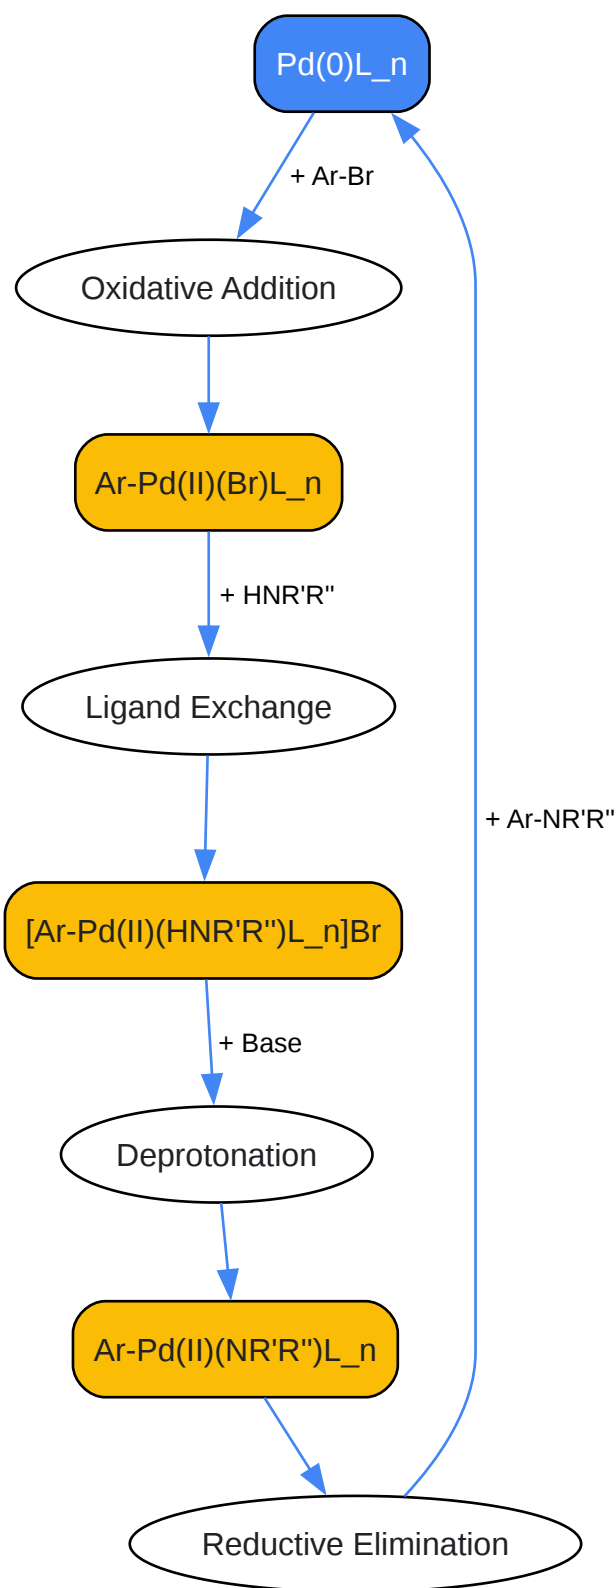 Pd(0)L_n
+ Ar-Br
Oxidative Addition
Ar-Pd(II)(Br)L_n
+ HNR'R"
Ligand Exchange
+ Ar-NR'R"
[Ar-Pd(II)(HNR'R")L_n]Br
+ Base
Deprotonation
Ar-Pd(II)(NR'R")L_n
Reductive Elimination